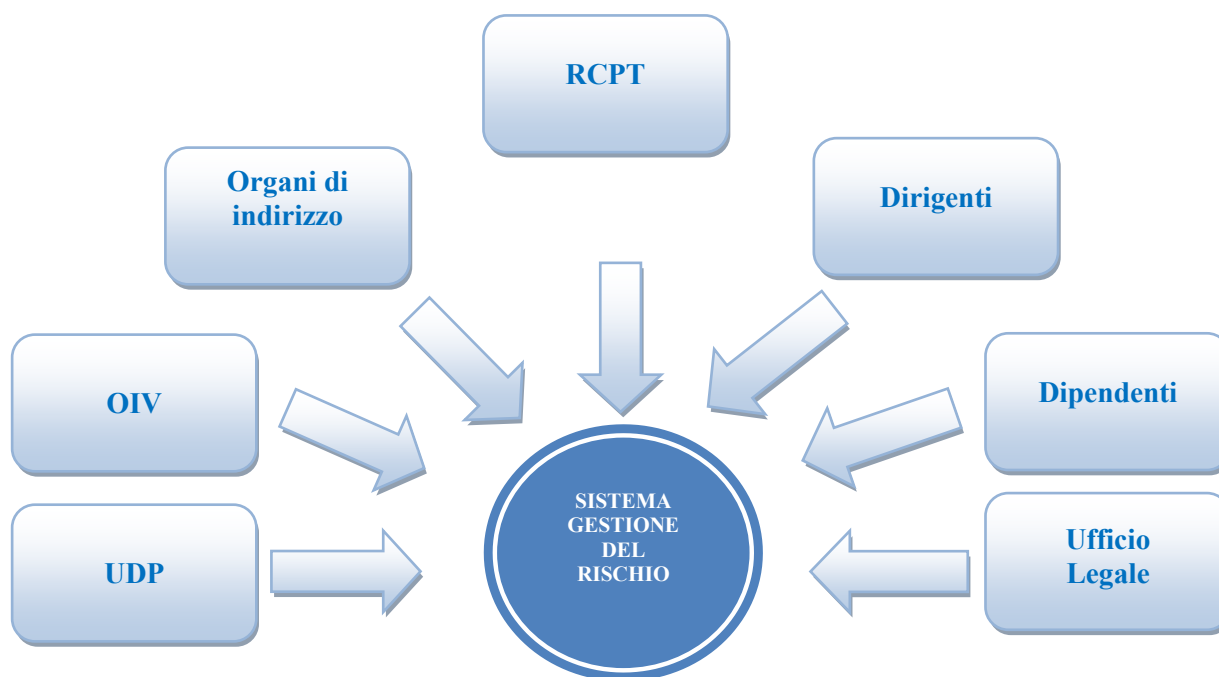 RCPT
Organi di
indirizzo
Dirigenti
OIV
Dipendenti
UDP
Ufficio
Legale
SISTEMA
GESTIONE
DEL
RISCHIO